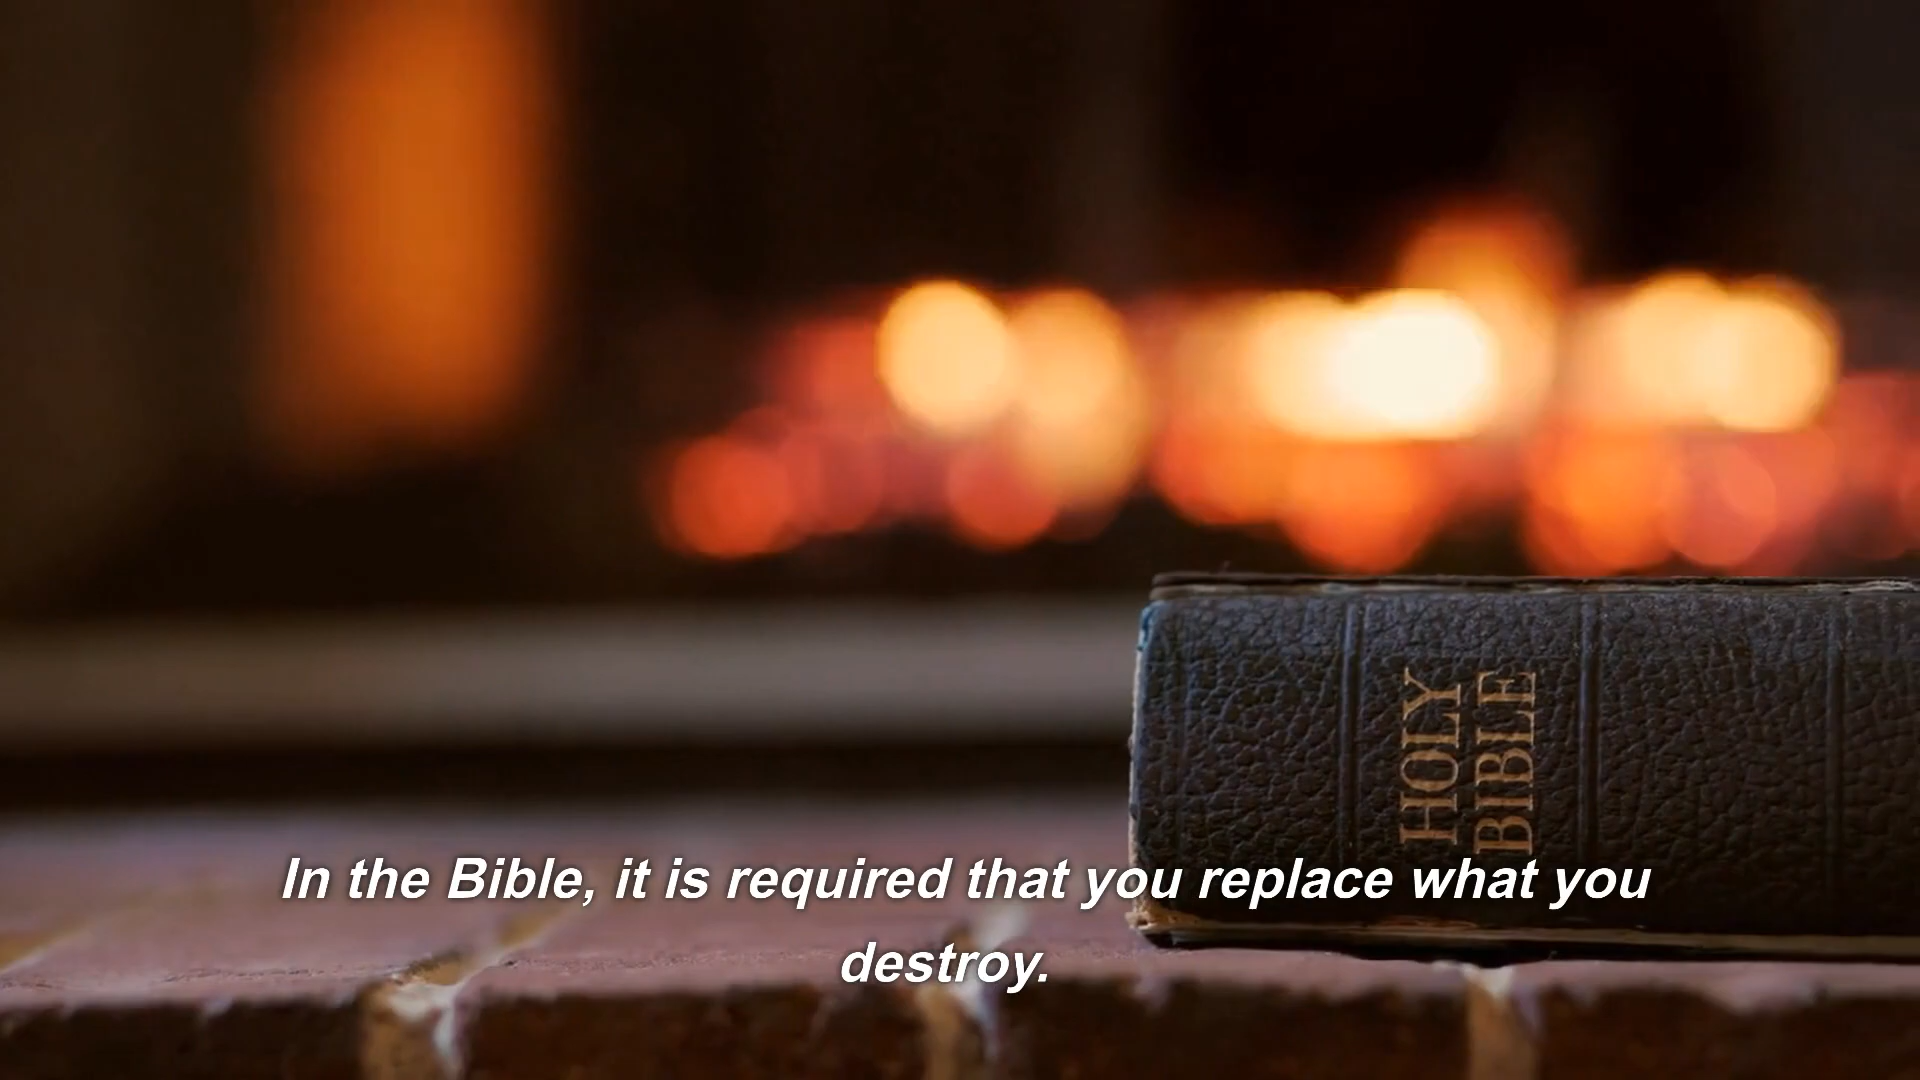 HOLY
BIBLE
In the Bible, it is required that you replace what you
destroy.